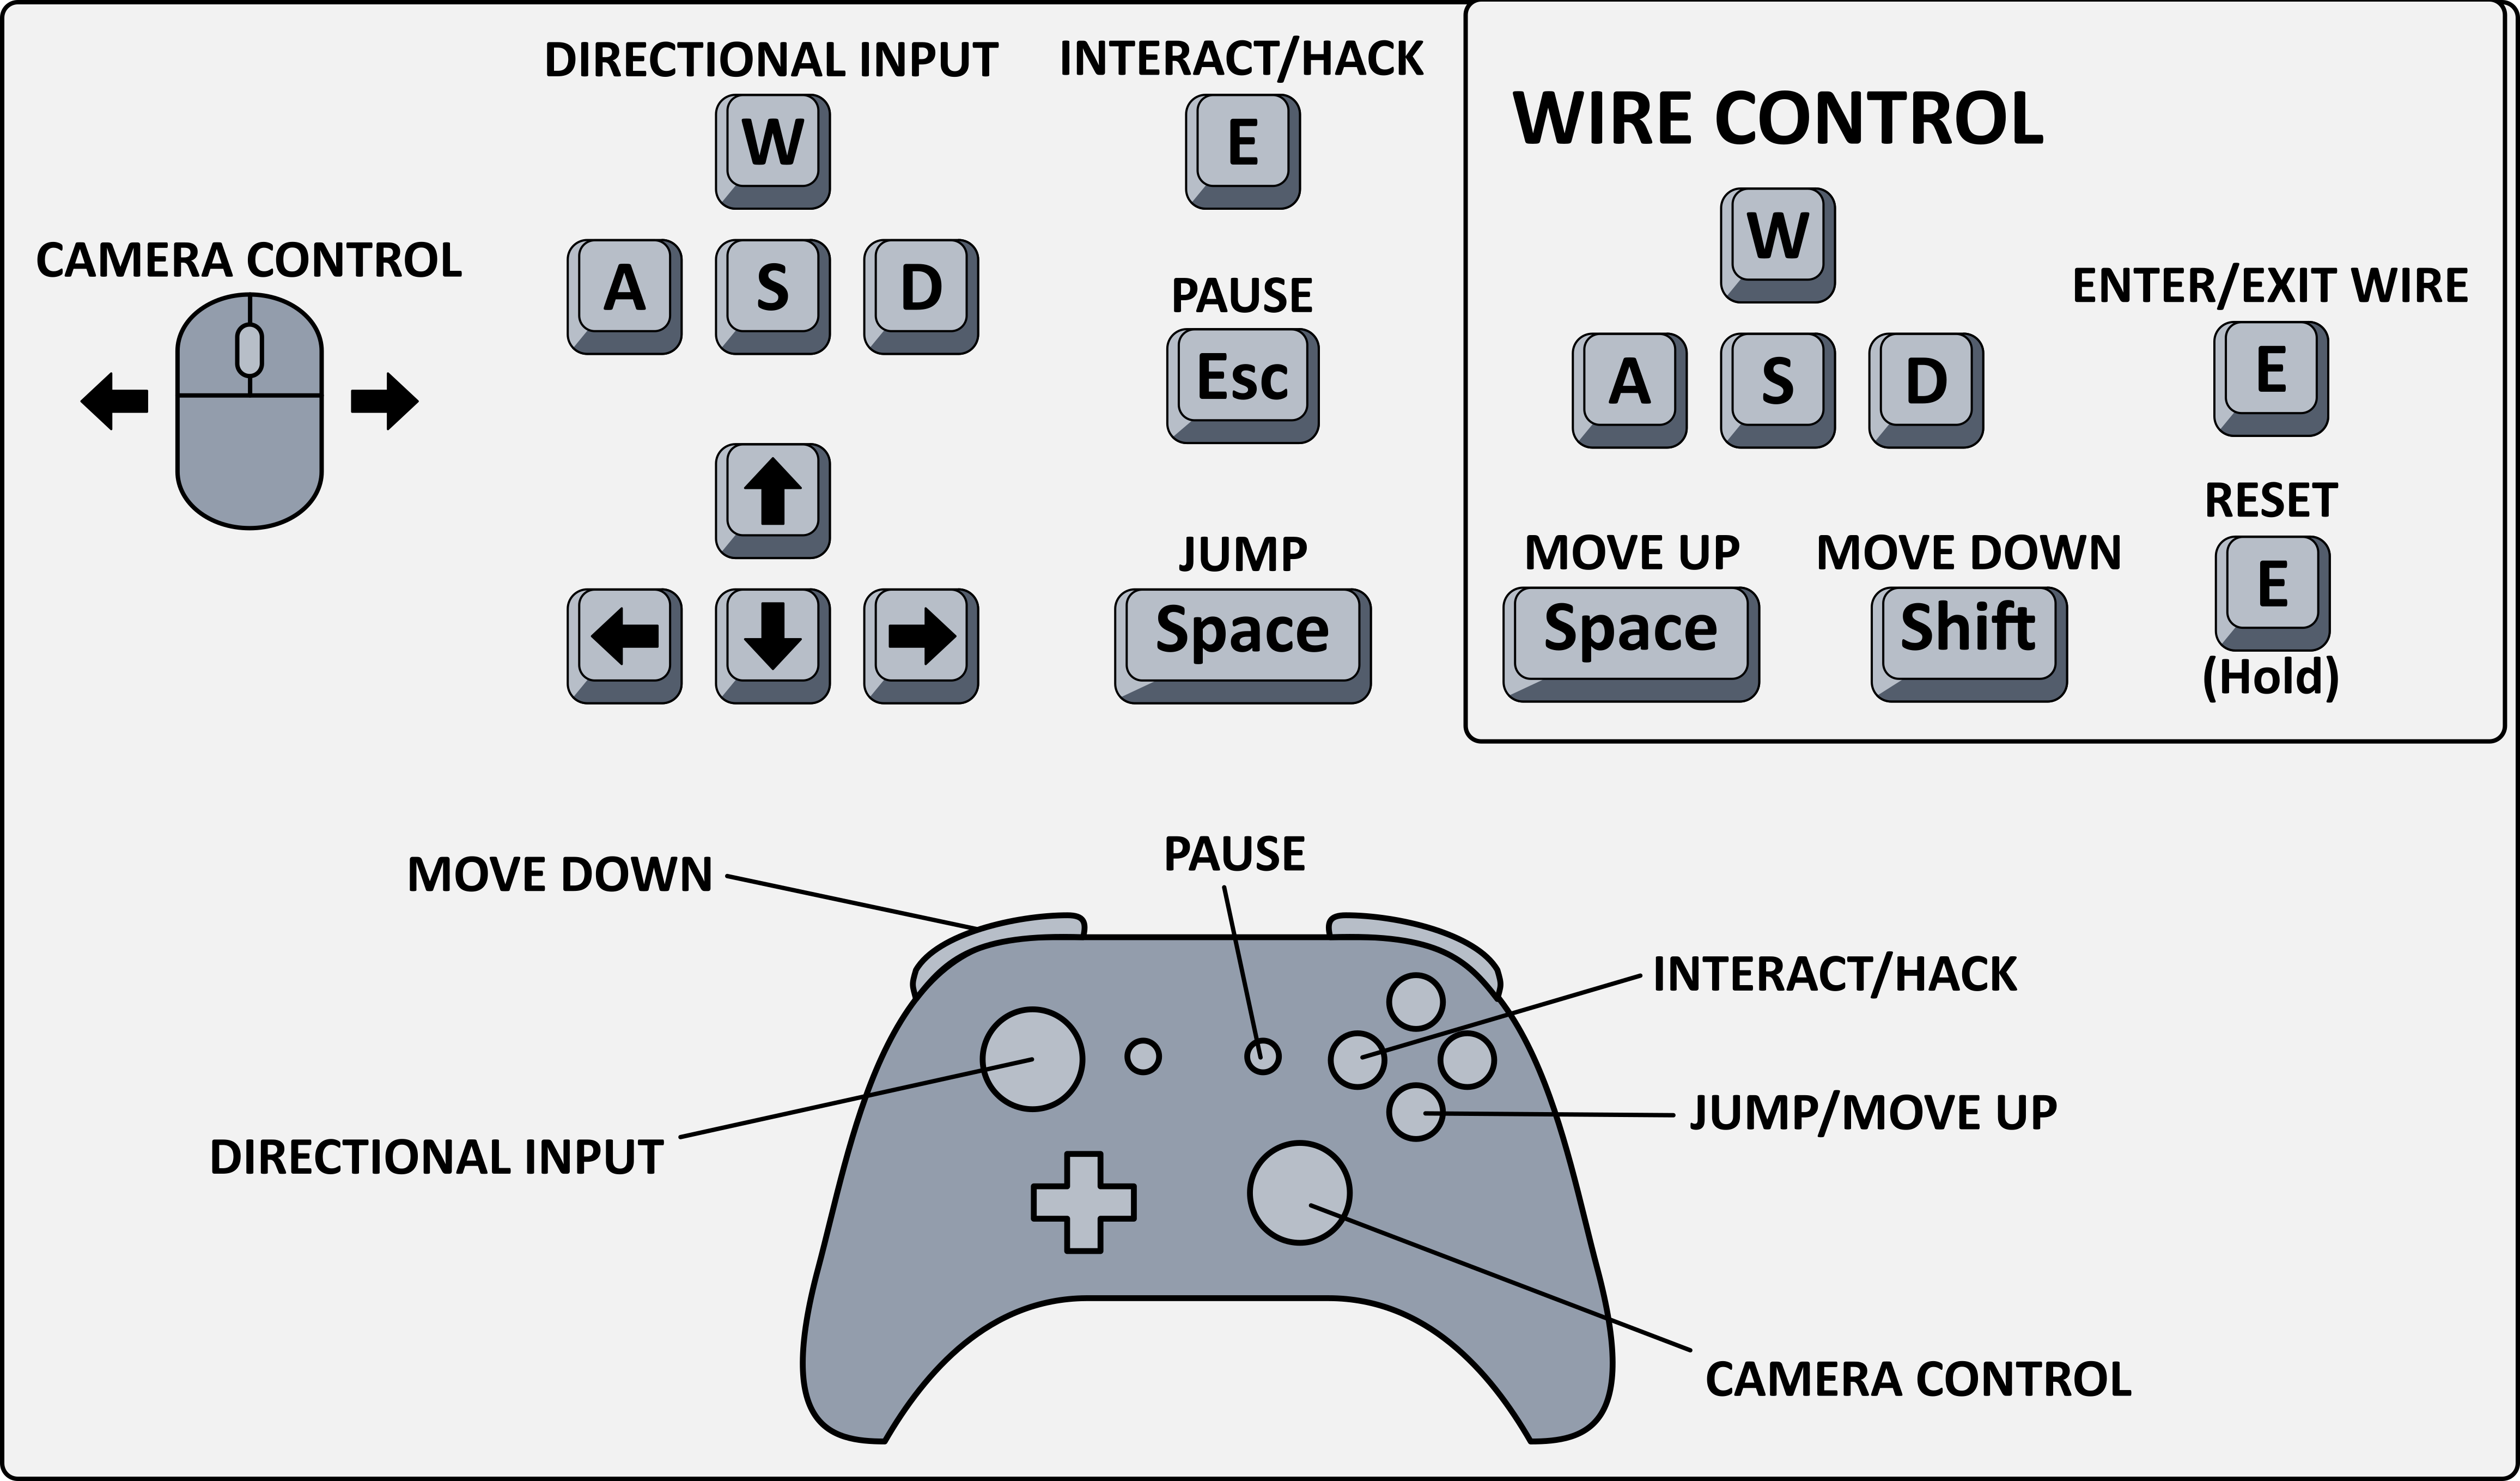 DIRECTIONAL INPUT
W
A S D
INTERACT/HACK
E
CAMERA CONTROL
PAUSE
Esc
JUMP
Space
WIRE CONTROL
W
A S D
ENTER/EXIT WIRE
E
MOVE UP
Space
MOVE DOWN
Shift
RESET
E
(Hold)
MOVE DOWN
PAUSE
INTERACT/HACK
JUMP/MOVE UP
DIRECTIONAL INPUT
CAMERA CONTROL